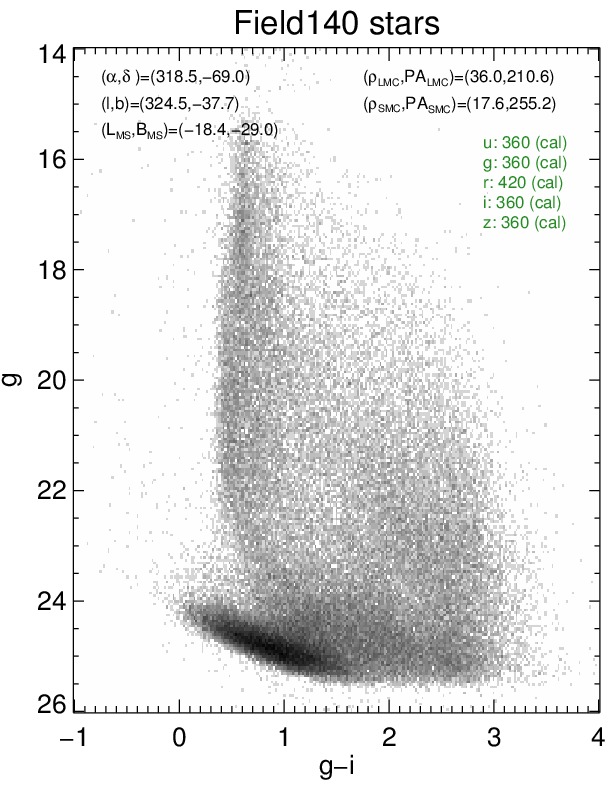 Field140 stars
14
(α,δ )=(318.5,−69.0)
(ρLMC,PALMC)=(36.0,210.6)
(l,b)=(324.5,−37.7)
(ρSMC,PASMC)=(17.6,255.2)
(LMS,BMS)=(−18.4,−29.0)
u: 360 (cal)
g: 360 (cal)
r: 420 (cal)
i: 360 (cal)
z: 360 (cal)
16
18
20
g
22
24
26
−1 0 1 2 3 4
g−i